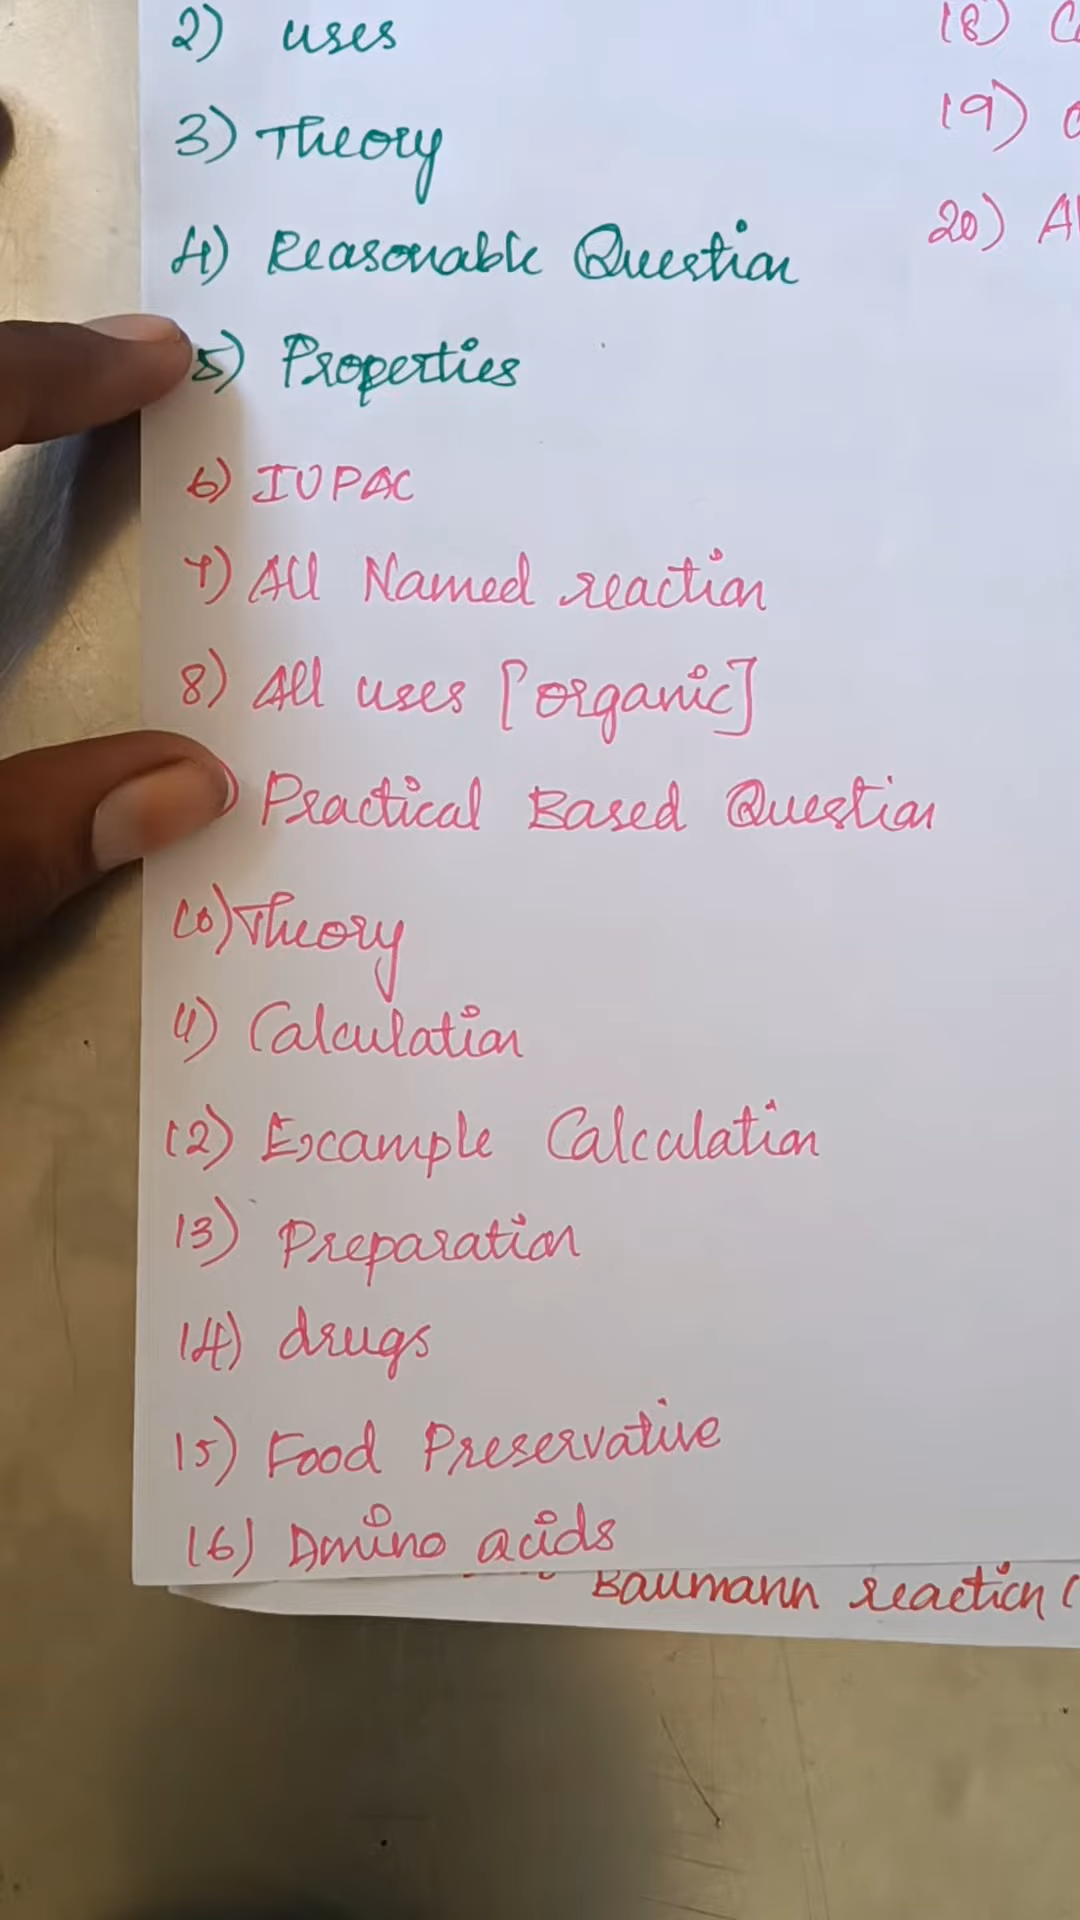 2) uses
3) Theory
4) Reasonable Question
5) Properties
6) IUPAC
7) All Named reaction
8) All uses [organic]
) Practical Based Question
10) Theory
11) Calculation
12) Example Calculation
13) Preparation
14) drugs
15) Food Preservative
16) Amino acids
18) C
19)
20) Al
Baumann reaction (